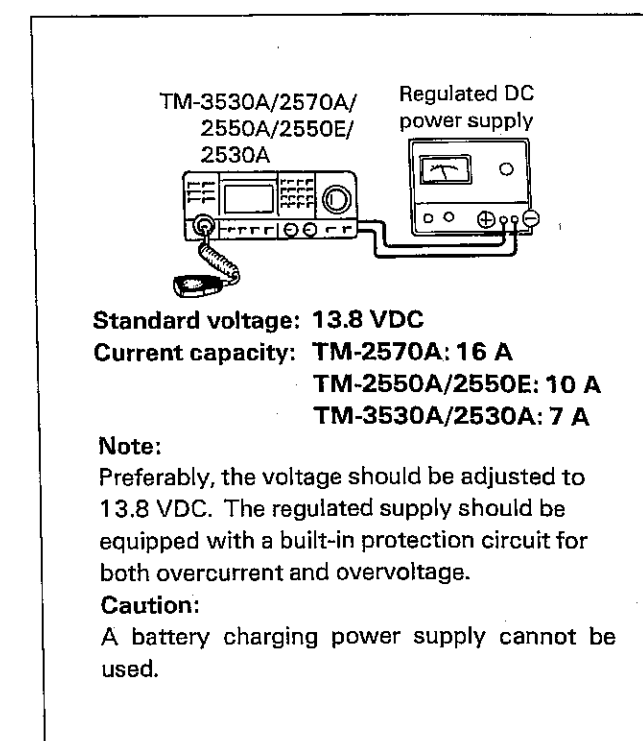 TM-3530A/2570A/
2550A/2550E/
2530A
Regulated DC
power supply
Standard voltage: 13.8 VDC
Current capacity: TM-2570A: 16 A
TM-2550A/2550E: 10 A
TM-3530A/2530A: 7 A
Note:
Preferably, the voltage should be adjusted to
13.8 VDC. The regulated supply should be
equipped with a built-in protection circuit for
both overcurrent and overvoltage.
Caution:
A battery charging power supply cannot be
used.